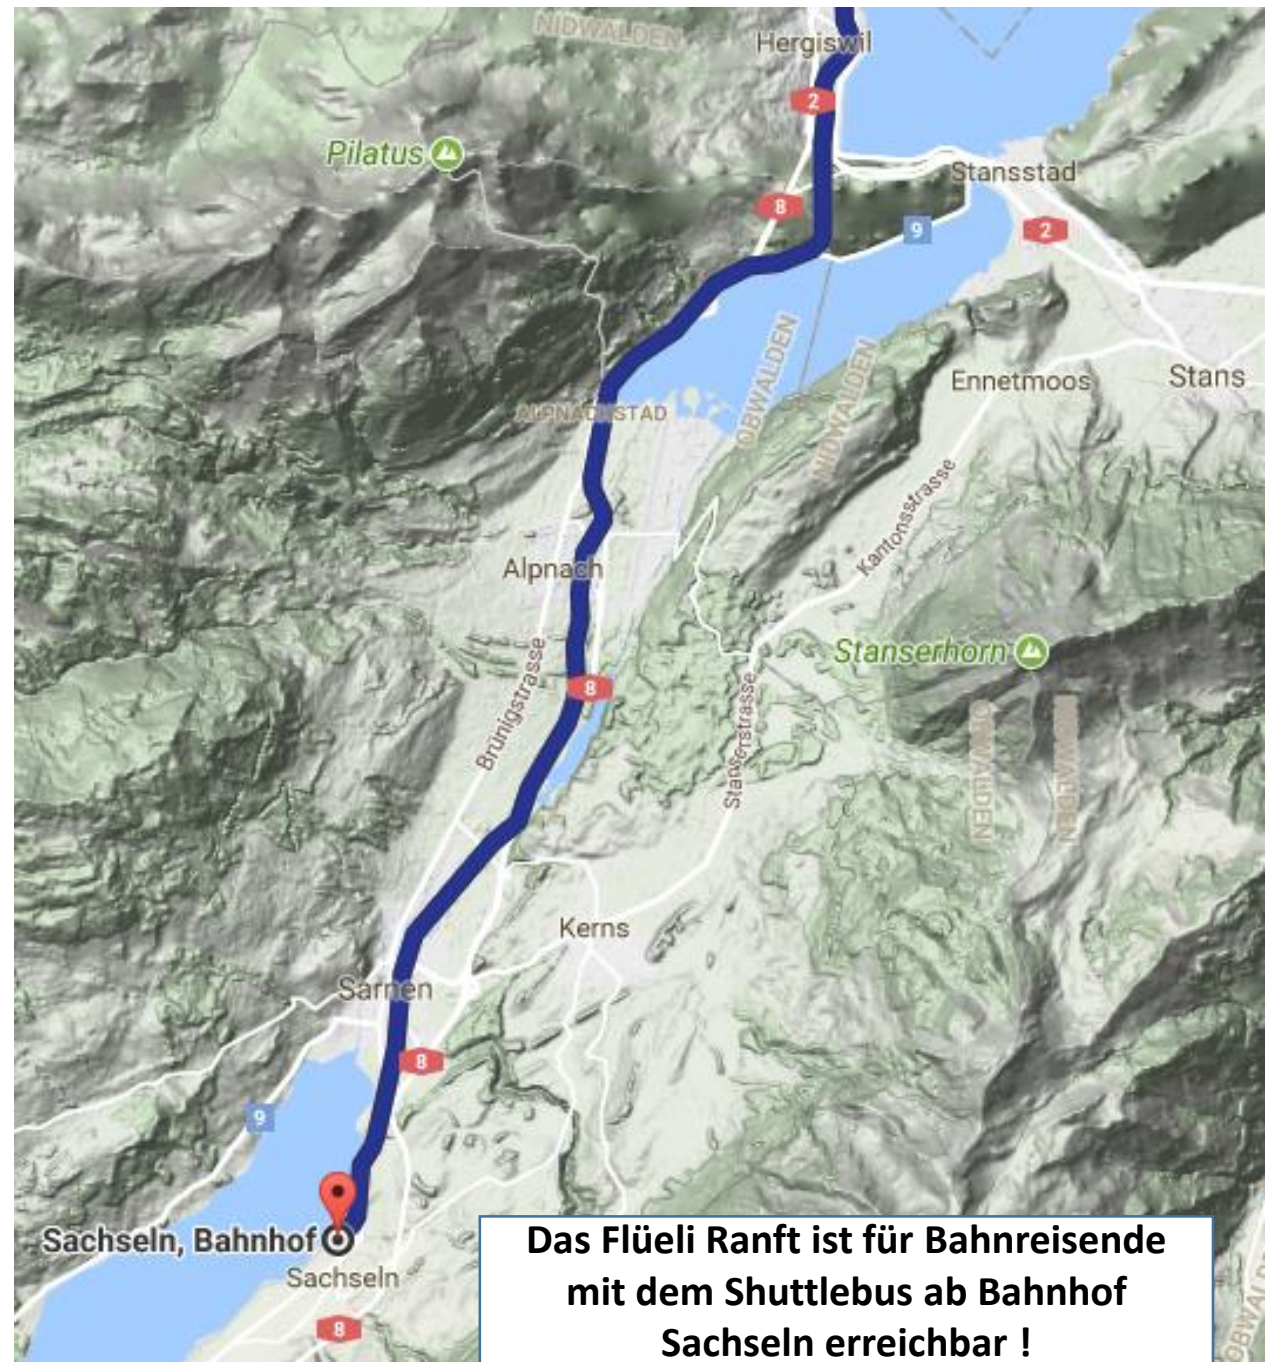 NIDWALDEN
Hergiswil
2
Pilatus
Stansstad
8
9
2
OBWALDEN
NIDWALDEN
Ennetmoos
Stans
ALPNACHSTAD
Kantonsstrasse
Alpnach
Stanserhorn
Brünigstrasse
8
Stanserstrasse
OBWALDEN
NIDWALDEN
Kerns
Sarnen
8
9
Sachseln, Bahnhof
Sachseln
8
Das Flüeli Ranft ist für Bahnreisende
mit dem Shuttlebus ab Bahnhof
Sachseln erreichbar !